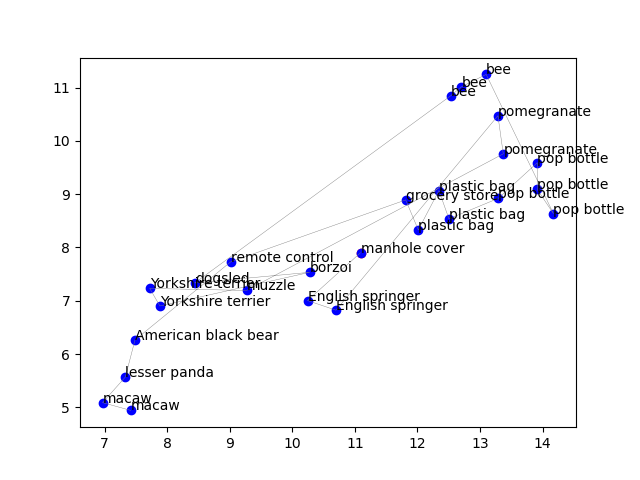 bee
bee
bee
pomegranate
pomegranate
pop bottle
pop bottle
plastic bag
pop bottle
grocery store
plastic bag
pop bottle
plastic bag
manhole cover
remote control
borzoi
dogsled
Yorkshire terrier
muzzle
Yorkshire terrier
English springer
English springer
American black bear
lesser panda
macaw
macaw
11
10
9
8
7
6
5
7 8 9 10 11 12 13 14